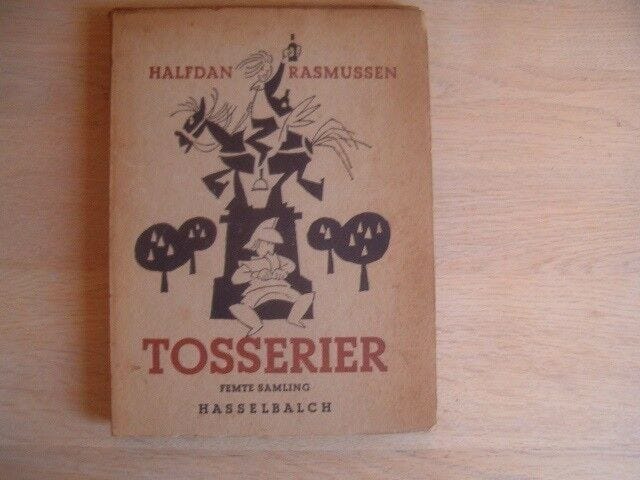 HALFDAN RASMUSSEN
TOSSERIER
FEMTE SAMLING
HASSELBALCH